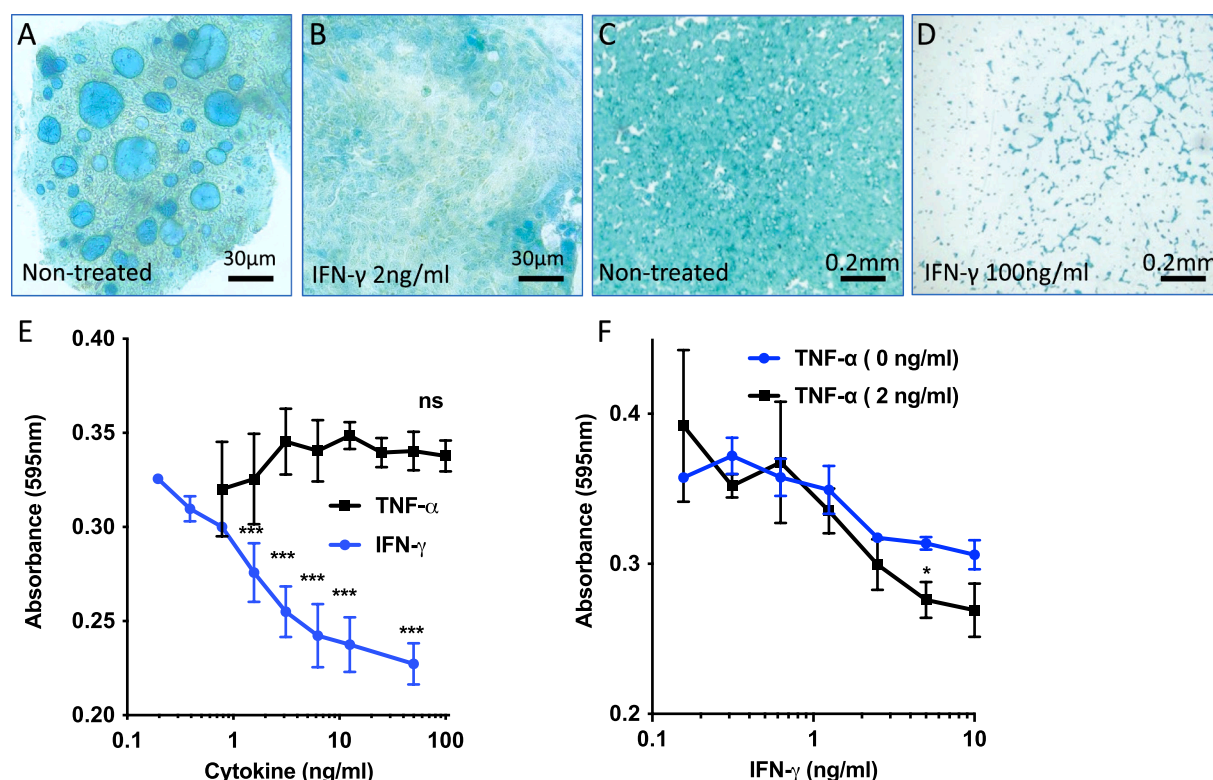 A
Non-treated
30μm
B
IFN-γ 2ng/ml
30μm
C
Non-treated
0.2mm
D
IFN-γ 100ng/ml
0.2mm
E
0.40
0.35
0.30
0.25
0.20
Absorbance (595nm)
ns
TNF-α
IFN-γ
***
***
***
***
***
0.1
1
10
100
Cytokine (ng/ml)
F
TNF-α ( 0 ng/ml)
TNF-α ( 2 ng/ml)
0.4
0.3
0.2
Absorbance (595nm)
*
0.1
1
10
IFN-γ (ng/ml)